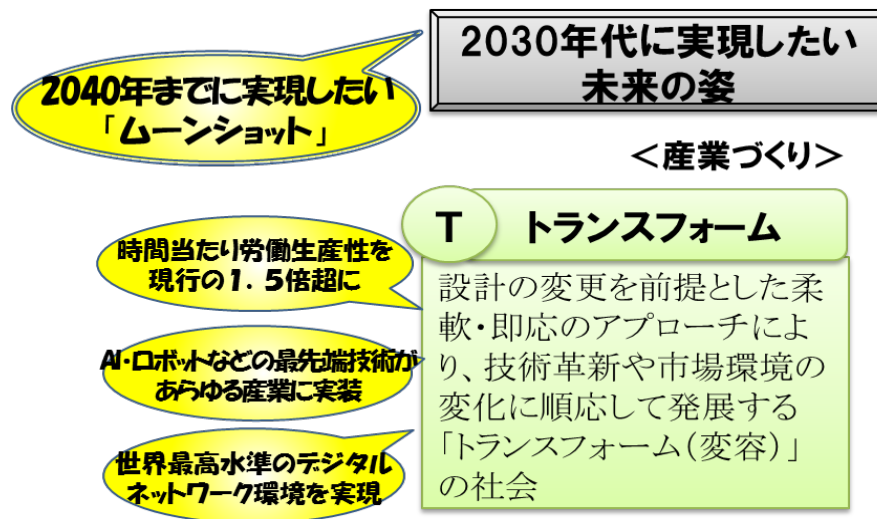 2030年代に実現したい
未来の姿
2040年までに実現したい
「ムーンショット」
＜産業づくり＞
T トランスフォーム
時間当たり労働生産性を
現行の１．５倍超に
AI・ロボットなどの最先端技術が
あらゆる産業に実装
世界最高水準のデジタル
ネットワーク環境を実現
設計の変更を前提とした柔
軟・即応のアプローチによ
り、技術革新や市場環境の
変化に順応して発展する
「トランスフォーム（変容）」
の社会